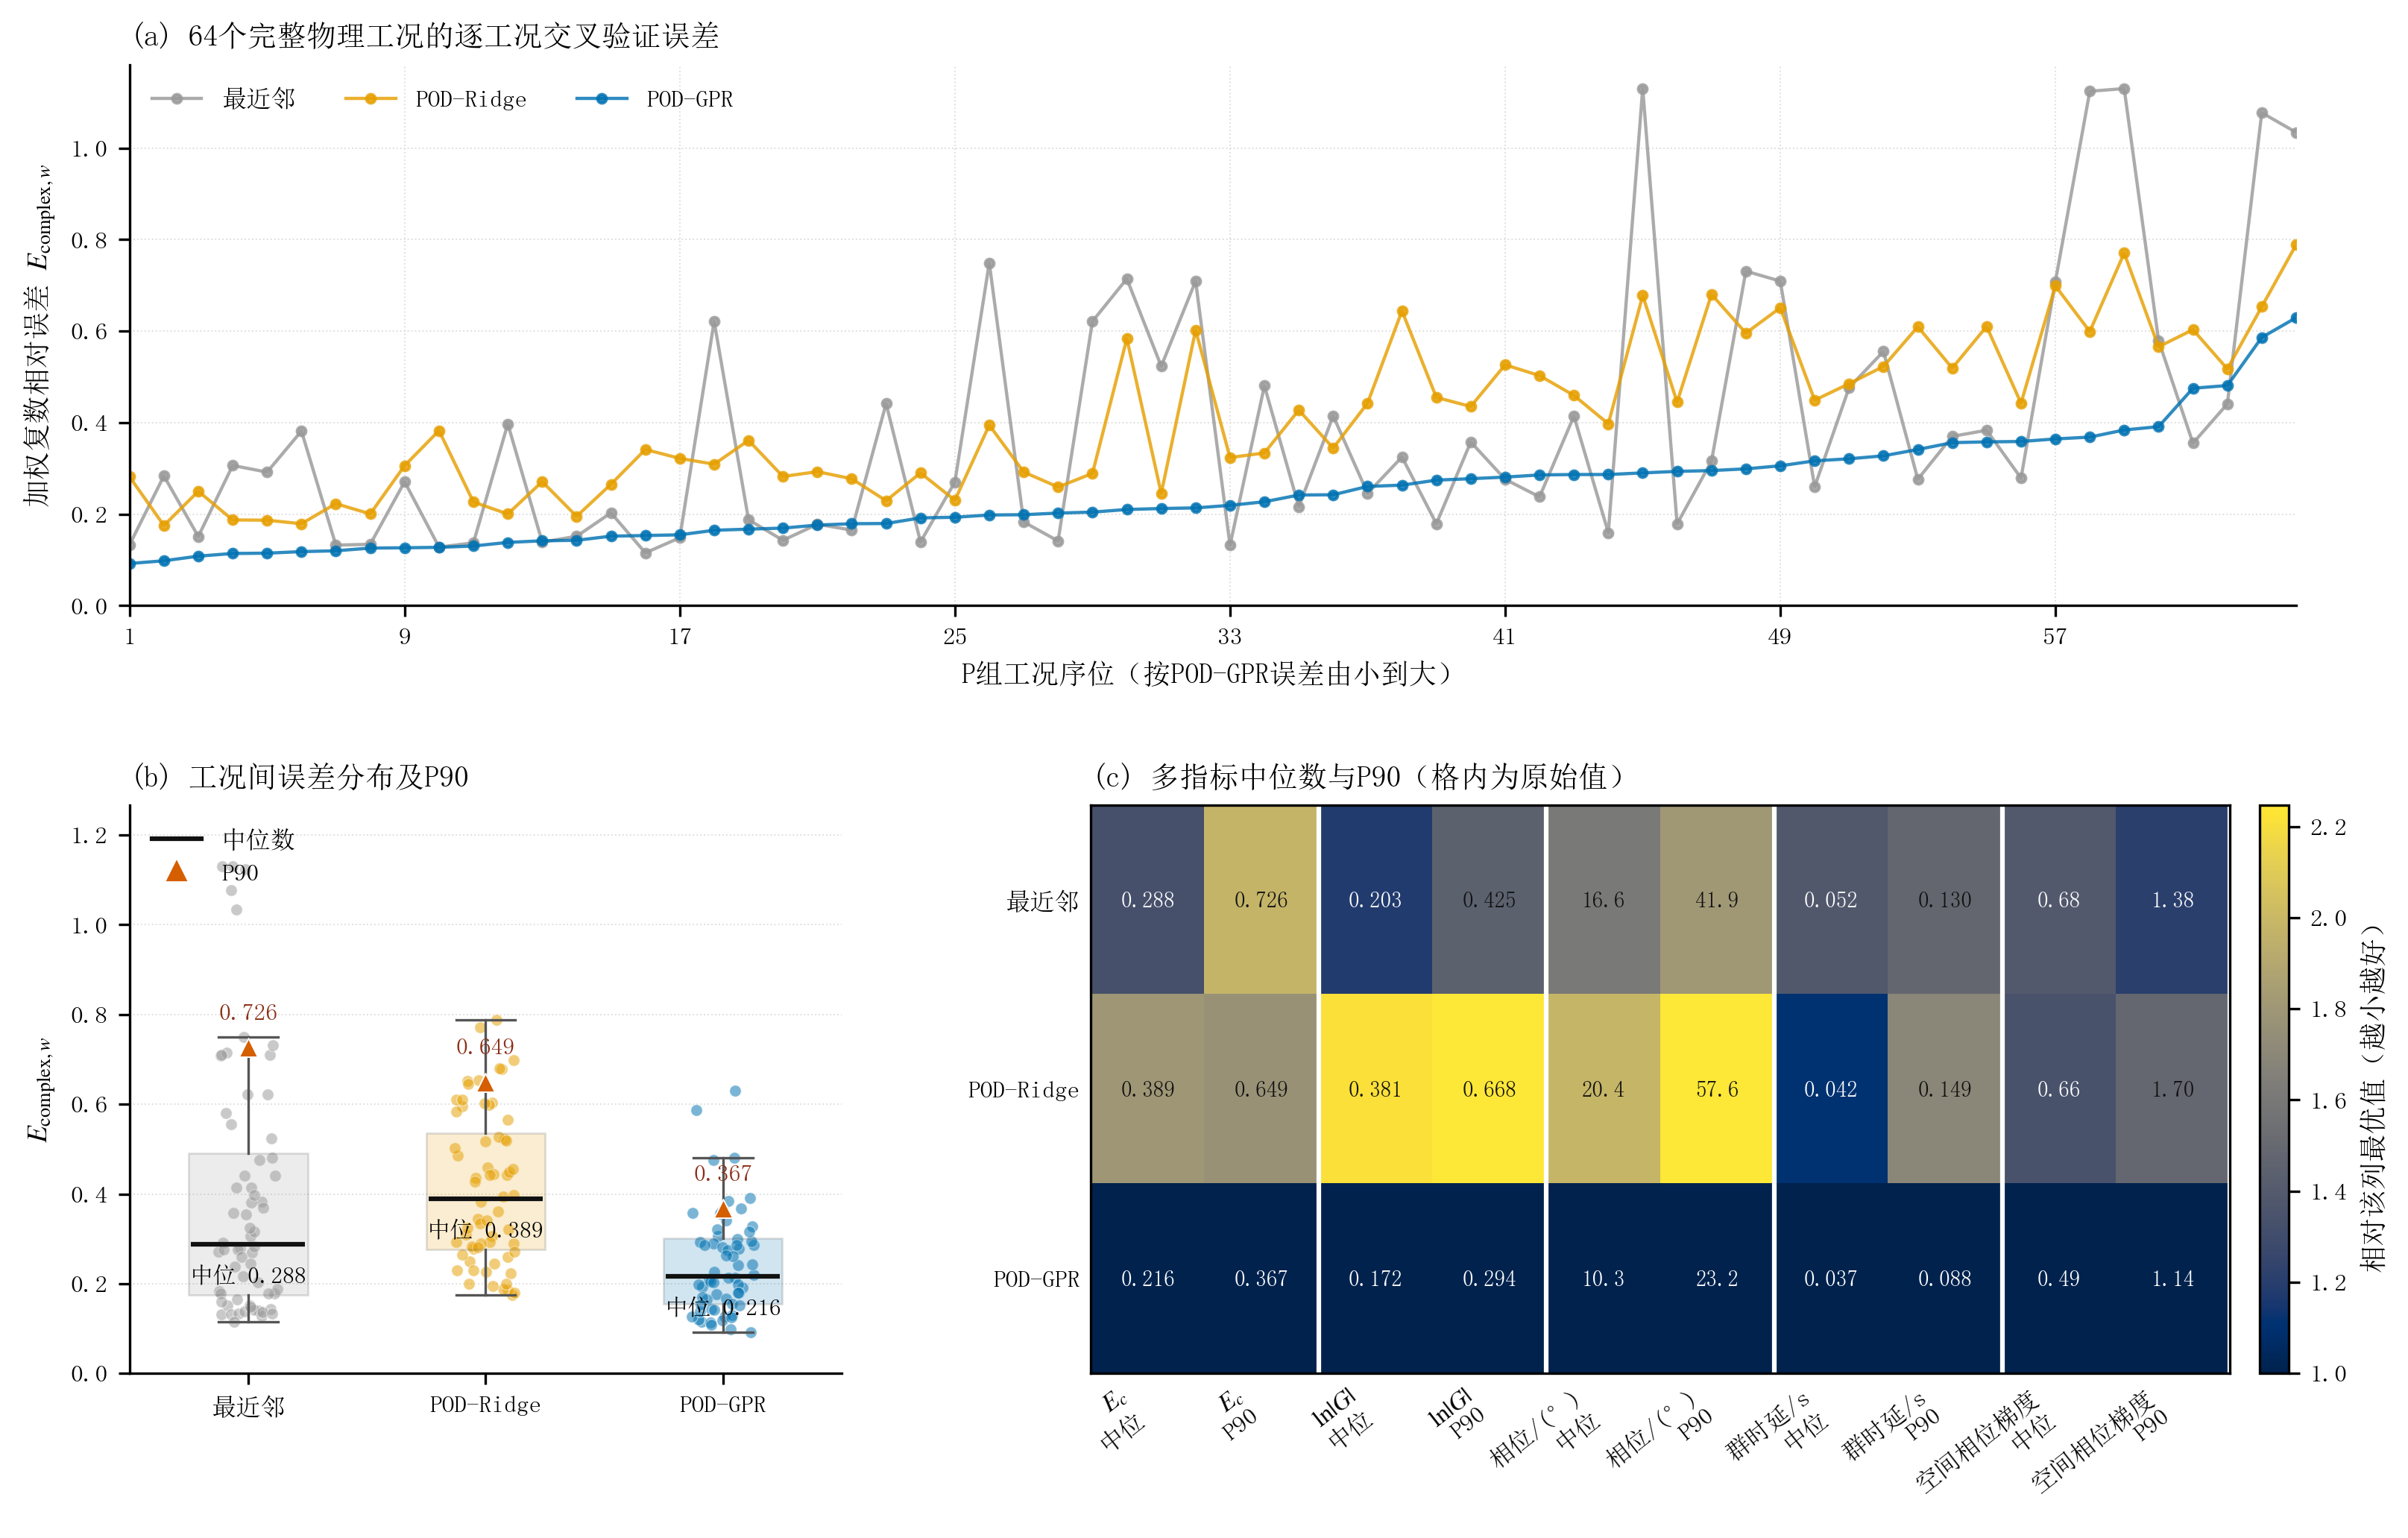 (a) 64个完整物理工况的逐工况交叉验证误差
最近邻 POD-Ridge POD-GPR
加权复数相对误差 E_complex,w
1.0
0.8
0.6
0.4
0.2
0.0
1 9 17 25 33 41 49 57
P组工况序位（按POD-GPR误差由小到大）
(b) 工况间误差分布及P90
中位数
P90
E_complex,w
1.2
1.0
0.8
0.6
0.4
0.2
0.0
0.726
0.649
0.367
中位 0.288
中位 0.389
中位 0.216
最近邻 POD-Ridge POD-GPR
(c) 多指标中位数与P90（格内为原始值）
最近邻 0.288 0.726 0.203 0.425 16.6 41.9 0.052 0.130 0.68 1.38
POD-Ridge 0.389 0.649 0.381 0.668 20.4 57.6 0.042 0.149 0.66 1.70
POD-GPR 0.216 0.367 0.172 0.294 10.3 23.2 0.037 0.088 0.49 1.14
E_c
中位
E_c
P90
ln|G|
中位
ln|G|
P90
相位/(°)
中位
相位/(°)
P90
群时延/s
中位
群时延/s
P90
空间相位梯度
中位
空间相位梯度
P90
2.2
2.0
1.8
1.6
1.4
1.2
1.0
相对该列最优值（越小越好）